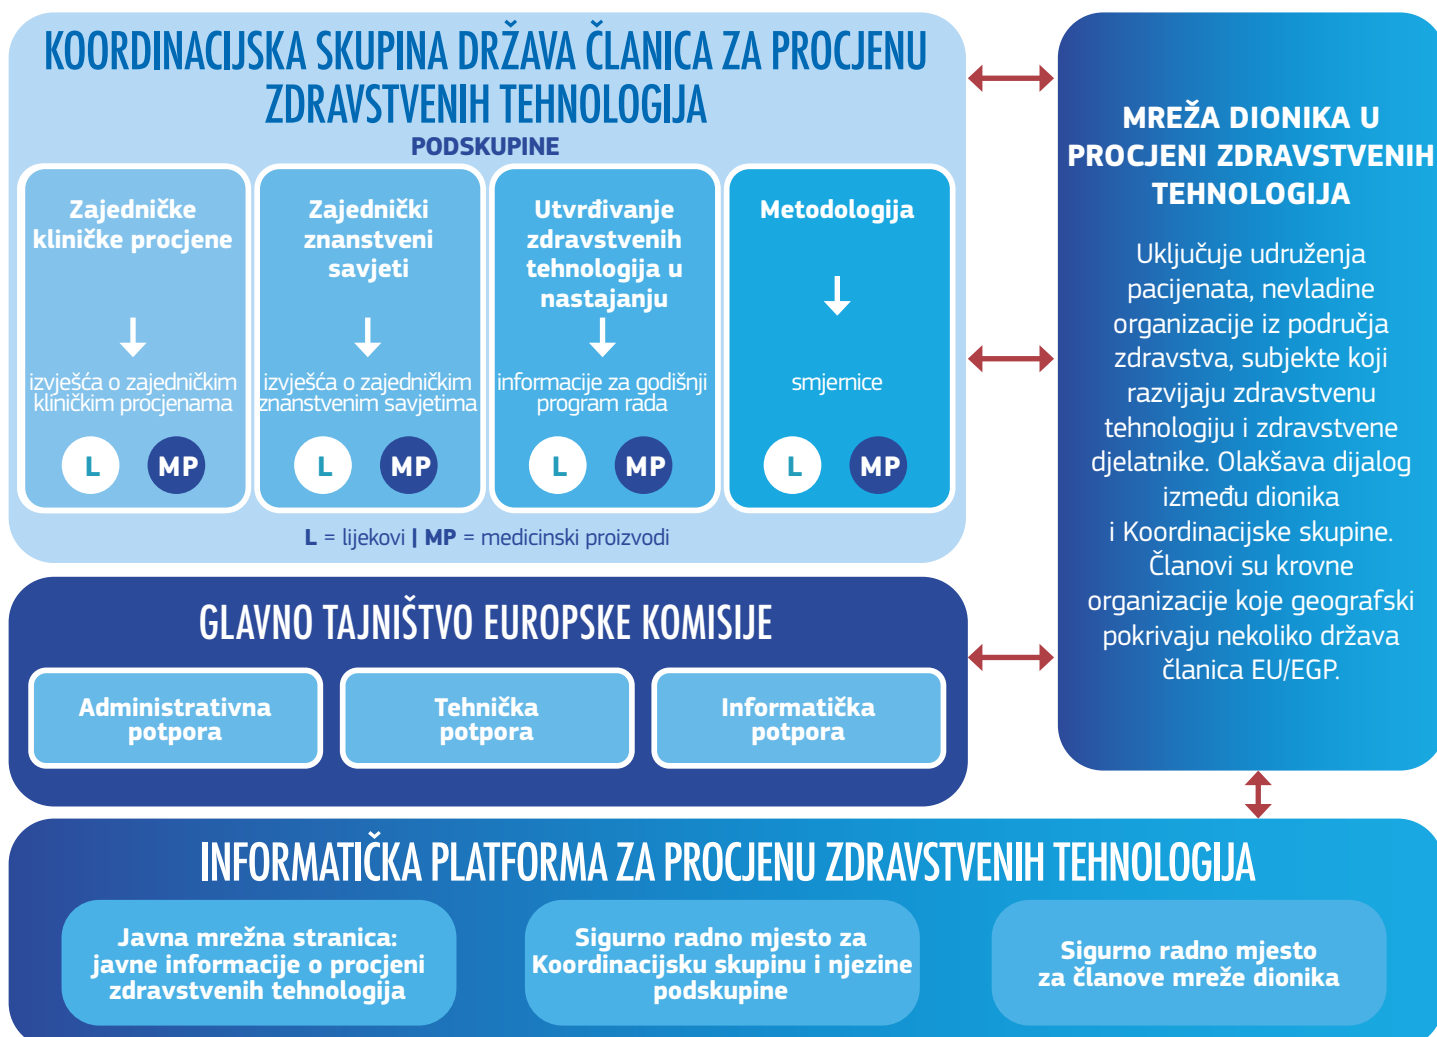 KOORDINACIJSKA SKUPINA DRŽAVA ČLANICA ZA PROCJENU
ZDRAVSTVENIH TEHNOLOGIJA
PODSKUPINE
Zajedničke
kliničke procjene
izvješća o zajedničkim
kliničkim procjenama
L
MP
Zajednički
znanstveni
savjeti
izvješća o zajedničkim
znanstvenim savjetima
L
MP
Utvrđivanje
zdravstvenih
tehnologija u
nastajanju
informacije za godišnji
program rada
L
MP
Metodologija
smjernice
L
MP
L = lijekovi | MP = medicinski proizvodi
MREŽA DIONIKA U
PROCJENI ZDRAVSTVENIH
TEHNOLOGIJA
Uključuje udruženja
pacijenata, nevladine
organizacije iz područja
zdravstva, subjekte koji
razvijaju zdravstvenu
tehnologiju i zdravstvene
djelatnike. Olakšava dijalog
između dionika
i Koordinacijske skupine.
Članovi su krovne
organizacije koje geografski
pokrivaju nekoliko država
članica EU/EGP.
GLAVNO TAJNIŠTVO EUROPSKE KOMISIJE
Administrativna
potpora
Tehnička
potpora
Informatička
potpora
INFORMATIČKA PLATFORMA ZA PROCJENU ZDRAVSTVENIH TEHNOLOGIJA
Javna mrežna stranica:
javne informacije o procjeni
zdravstvenih tehnologija
Sigurno radno mjesto za
Koordinacijsku skupinu i njezine
podskupine
Sigurno radno mjesto
za članove mreže dionika